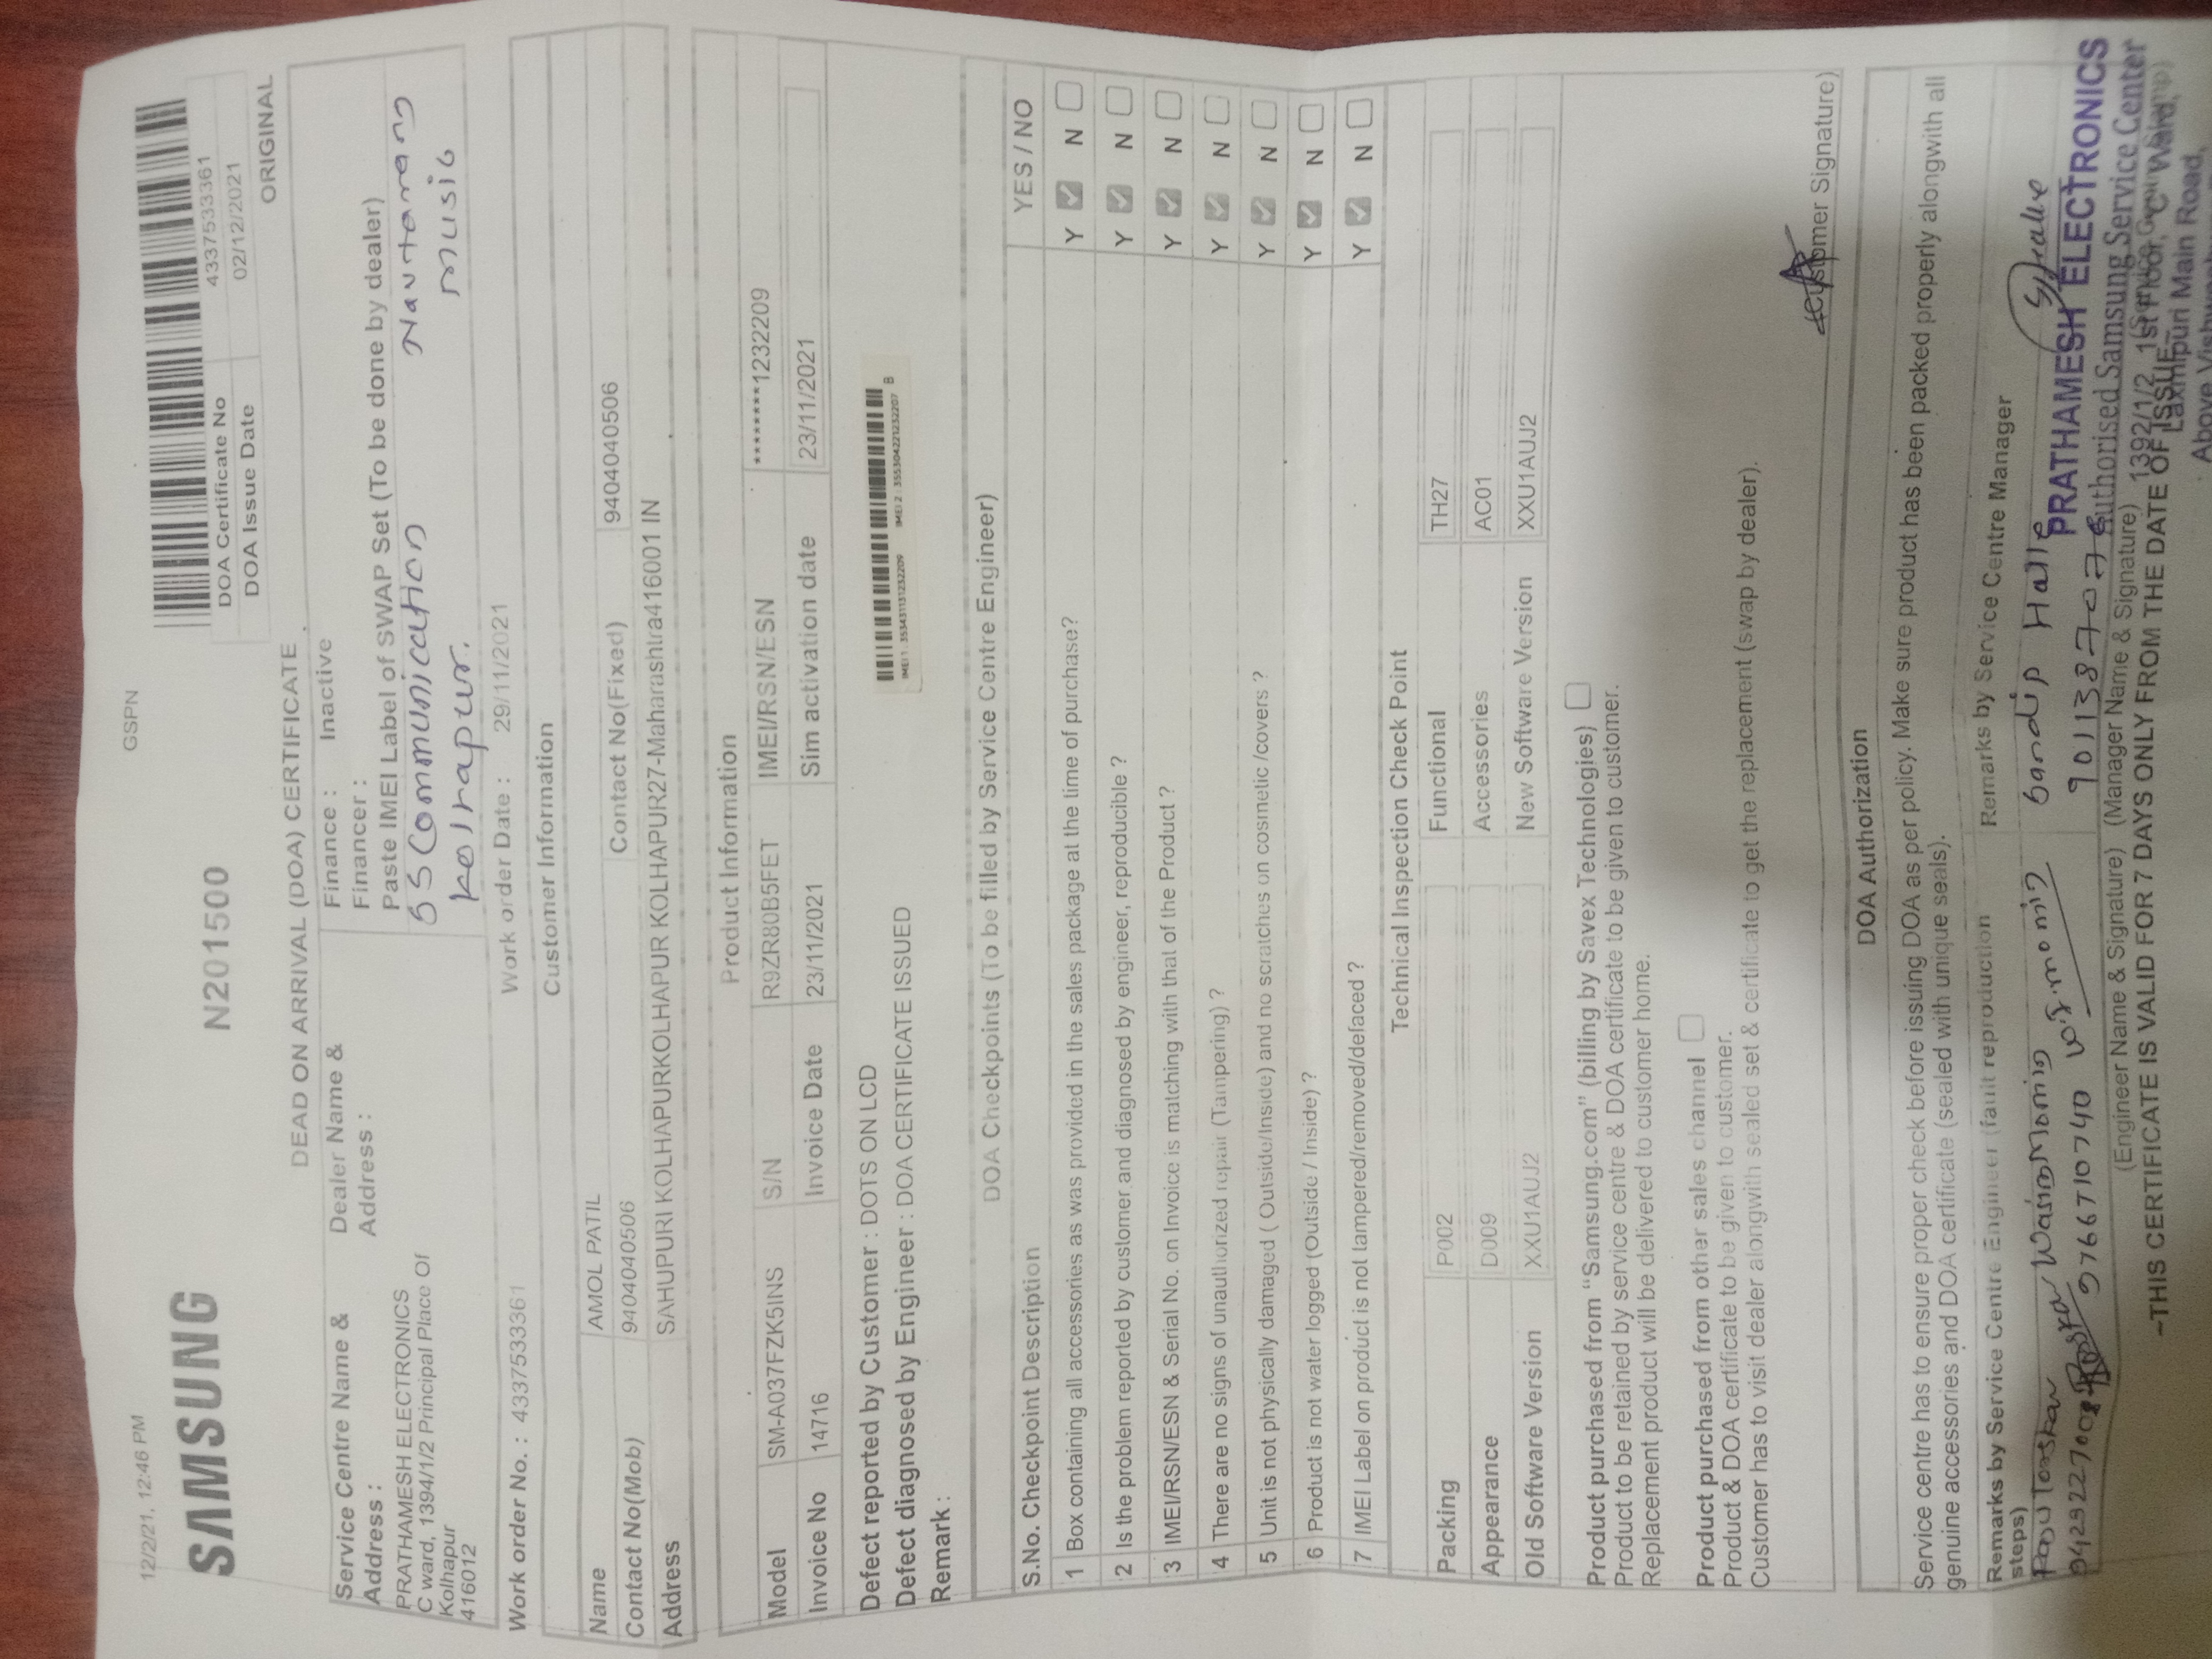 12/2/21, 12:46 PM GSPN
SAMSUNG N201500
DOA Certificate No 4337533361
DOA Issue Date 02/12/2021
ORIGINAL
DEAD ON ARRIVAL (DOA) CERTIFICATE
Service Centre Name & Address :
PRATHAMESH ELECTRONICS
C ward, 1394/1/2 Principal Place Of
Kolhapur
416012
Dealer Name & Address :
Finance : Inactive
Financer :
Paste IMEI Label of SWAP Set (To be done by dealer)
S S Communication Navtarang
Kolhapur. music
Work order No. : 4337533361 Work order Date : 29/11/2021
Customer Information
Name AMOL PATIL
Contact No(Mob) 9404040506 Contact No(Fixed) 9404040506
Address SAHUPURI KOLHAPURKOLHAPUR KOLHAPUR KOLHAPUR27-Maharashtra416001 IN
Product Information
Model SM-A037FZK5INS S/N R9ZR80B5FET IMEI/RSN/ESN ********1232209
Invoice No 14716 Invoice Date 23/11/2021 Sim activation date 23/11/2021
Defect reported by Customer : DOTS ON LCD
Defect diagnosed by Engineer : DOA CERTIFICATE ISSUED
Remark :
IMEI 1 : 353431131232209 IMEI 2 : 355304221232207 B
DOA Checkpoints (To be filled by Service Centre Engineer)
S.No. Checkpoint Description YES / NO
1 Box containing all accessories as was provided in the sales package at the time of purchase? Y N
2 Is the problem reported by customer and diagnosed by engineer, reproducible ? Y N
3 IMEI/RSN/ESN & Serial No. on Invoice is matching with that of the Product ? Y N
4 There are no signs of unauthorized repair (Tampering) ? Y N
5 Unit is not physically damaged ( Outside/Inside) and no scratches on cosmetic /covers ? Y N
6 Product is not water logged (Outside / Inside) ? Y N
7 IMEI Label on product is not tampered/removed/defaced ? Y N
Technical Inspection Check Point
Packing P002 Functional TH27
Appearance D009 Accessories AC01
Old Software Version XXU1AUJ2 New Software Version XXU1AUJ2
Product purchased from "Samsung.com" (billing by Savex Technologies)
Product to be retained by service centre & DOA certificate to be given to customer.
Replacement product will be delivered to customer home.
Product purchased from other sales channel
Product & DOA certificate to be given to customer.
Customer has to visit dealer alongwith sealed set & certificate to get the replacement (swap by dealer).
(Customer Signature)
DOA Authorization
Service centre has to ensure proper check before issuing DOA as per policy. Make sure product has been packed properly alongwith all
genuine accessories and DOA certificate (sealed with unique seals).
Remarks by Service Centre Engineer (fault reproduction steps)
Remarks by Service Centre Manager
Wasim Momin W.J.momin
9766710740
Sandip Halle
PRATHAMESH ELECTRONICS
Authorised Samsung Service Center
1392/1/2, 1st Floor, 'C' Ward,
Laxmipuri Main Road,
(Engineer Name & Signature) (Manager Name & Signature)
~THIS CERTIFICATE IS VALID FOR 7 DAYS ONLY FROM THE DATE OF ISSUE